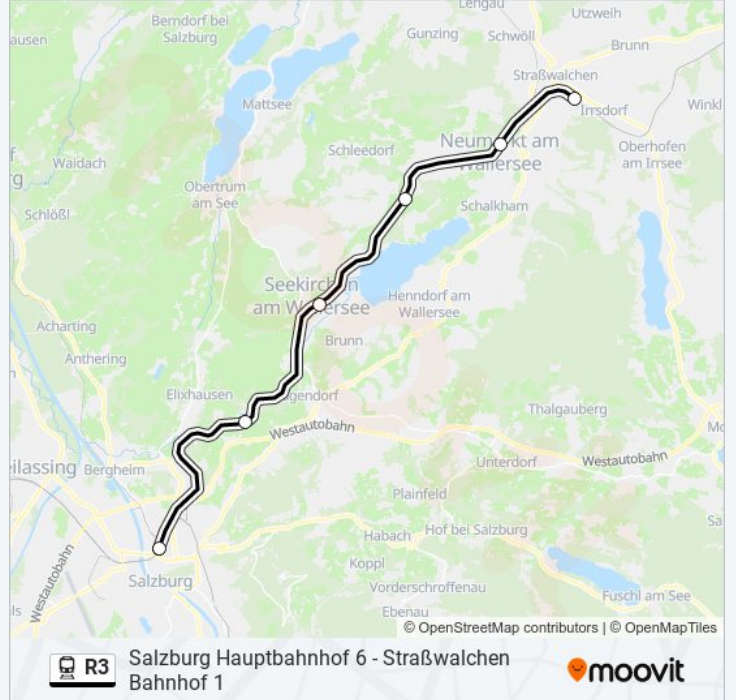 Lengau
Utzweih
Berndorf bei
Salzburg
ausen
Gunzing
Schwöll
Brunn
Straßwalchen
Mattsee
Irrsdorf
Winkl
Neumarkt am
Wallersee
Oberhofen
am Irrsee
Schleedorf
Waidach
Obertrum
am See
Schlößl
Schalkham
Seekirchen
am Wallersee
Henndorf am
Wallersee
Acharting
Brunn
Anthering
Elixhausen
gendorf
Thalgauberg
Westautobahn
eilassing
Bergheim
Unterdorf
Westautobahn
Plainfeld
Habach
Hof bei Salzburg
Koppl
Westautobahn
Salzburg
Vorderschroffenau
Fuschl am See
Ebenau
© OpenStreetMap contributors | © OpenMapTiles
R3
Salzburg Hauptbahnhof 6 - Straßwalchen
Bahnhof 1
moovit